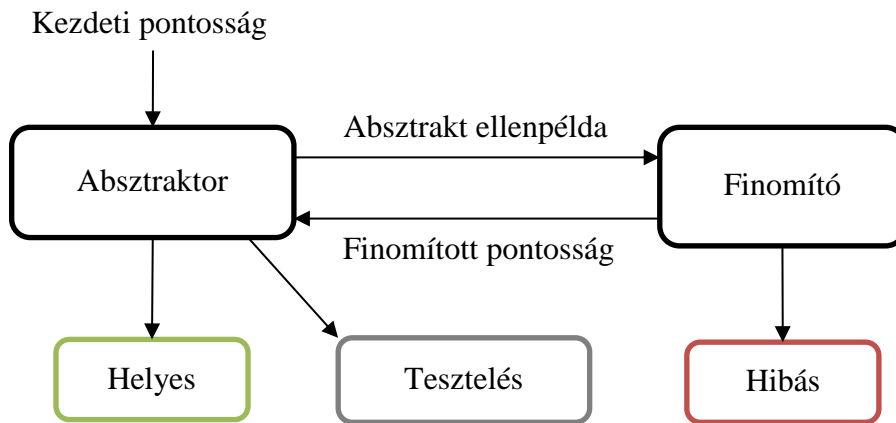 Kezdeti pontosság
Absztrakt ellenpélda
Absztraktor
Finomító
Finomított pontosság
Helyes
Tesztelés
Hibás